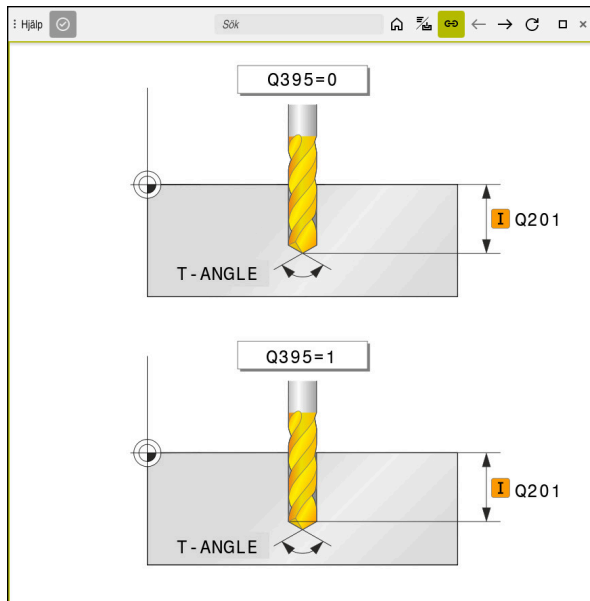 Hjälp
Sök
Q395=0
I Q201
T-ANGLE
Q395=1
I Q201
T-ANGLE